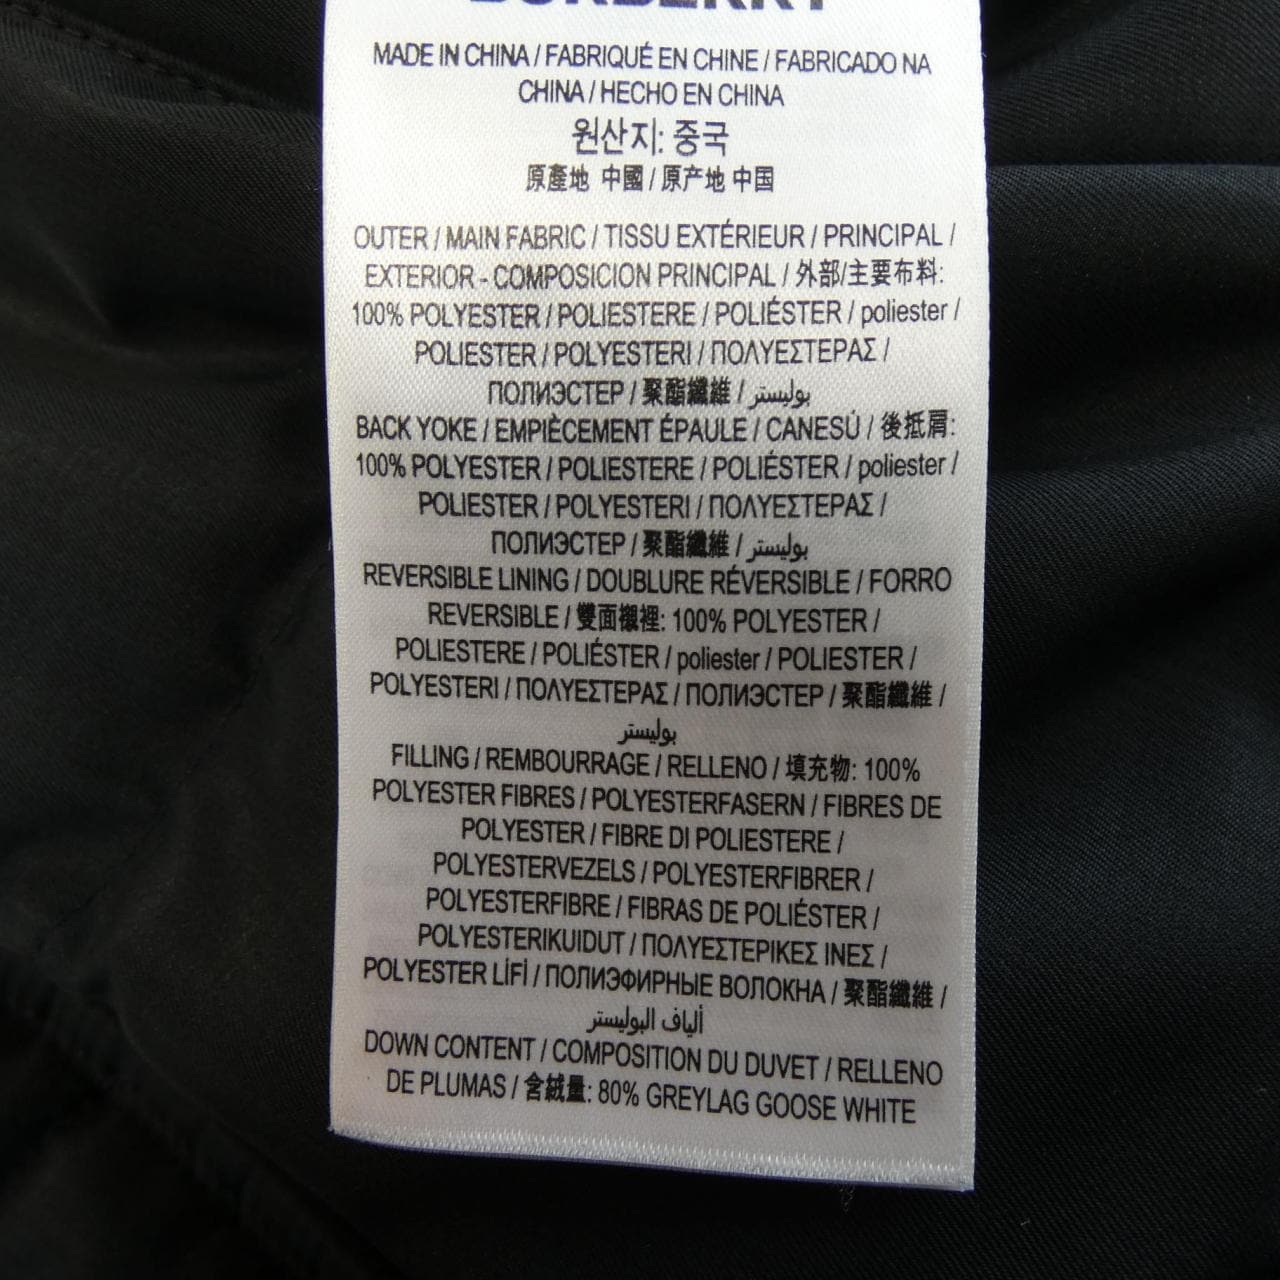 BURBERRY
MADE IN CHINA / FABRIQUÉ EN CHINE / FABRICADO NA
CHINA / HECHO EN CHINA
원산지: 중국
原產地 中國 / 原产地 中国
OUTER / MAIN FABRIC / TISSU EXTÉRIEUR / PRINCIPAL /
EXTERIOR - COMPOSICION PRINCIPAL / 外部/主要布料:
100% POLYESTER / POLIESTERE / POLIÉSTER / poliester /
POLIESTER / POLYESTERI / ΠΟΛΥΕΣΤΕΡΑΣ /
ПОЛИЭСТЕР / 聚酯纖維 / بوليستر
BACK YOKE / EMPIÈCEMENT ÉPAULE / CANESÚ / 後抵肩:
100% POLYESTER / POLIESTERE / POLIÉSTER / poliester /
POLIESTER / POLYESTERI / ΠΟΛΥΕΣΤΕΡΑΣ /
ПОЛИЭСТЕР / 聚酯纖維 / بوليستر
REVERSIBLE LINING / DOUBLURE RÉVERSIBLE / FORRO
REVERSIBLE / 雙面襯裡: 100% POLYESTER /
POLIESTERE / POLIÉSTER / poliester / POLIESTER /
POLYESTERI / ΠΟΛΥΕΣΤΕΡΑΣ / ПОЛИЭСТЕР / 聚酯纖維 /
بوليستر
FILLING / REMBOURRAGE / RELLENO / 填充物: 100%
POLYESTER FIBRES / POLYESTERFASERN / FIBRES DE
POLYESTER / FIBRE DI POLIESTERE /
POLYESTERVEZELS / POLYESTERFIBRER /
POLYESTERFIBRE / FIBRAS DE POLIÉSTER /
POLYESTERIKUIDUT / ΠΟΛΥΕΣΤΕΡΙΚΕΣ ΙΝΕΣ /
POLYESTER LİFİ / ПОЛИЭФИРНЫЕ ВОЛОКНА / 聚酯纖維 /
ألياف البوليستر
DOWN CONTENT / COMPOSITION DU DUVET / RELLENO
DE PLUMAS / 含絨量: 80% GREYLAG GOOSE WHITE